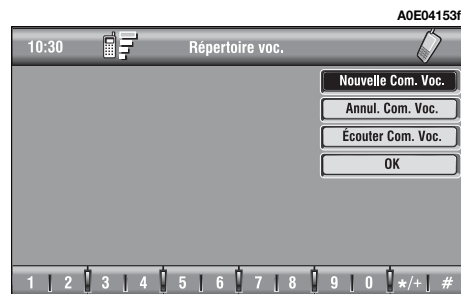 A0E04153f
10:30 Répertoire voc.
Nouvelle Com. Voc.
Annul. Com. Voc.
Écouter Com. Voc.
OK
1 2 3 4 5 6 7 8 9 0 */+ #